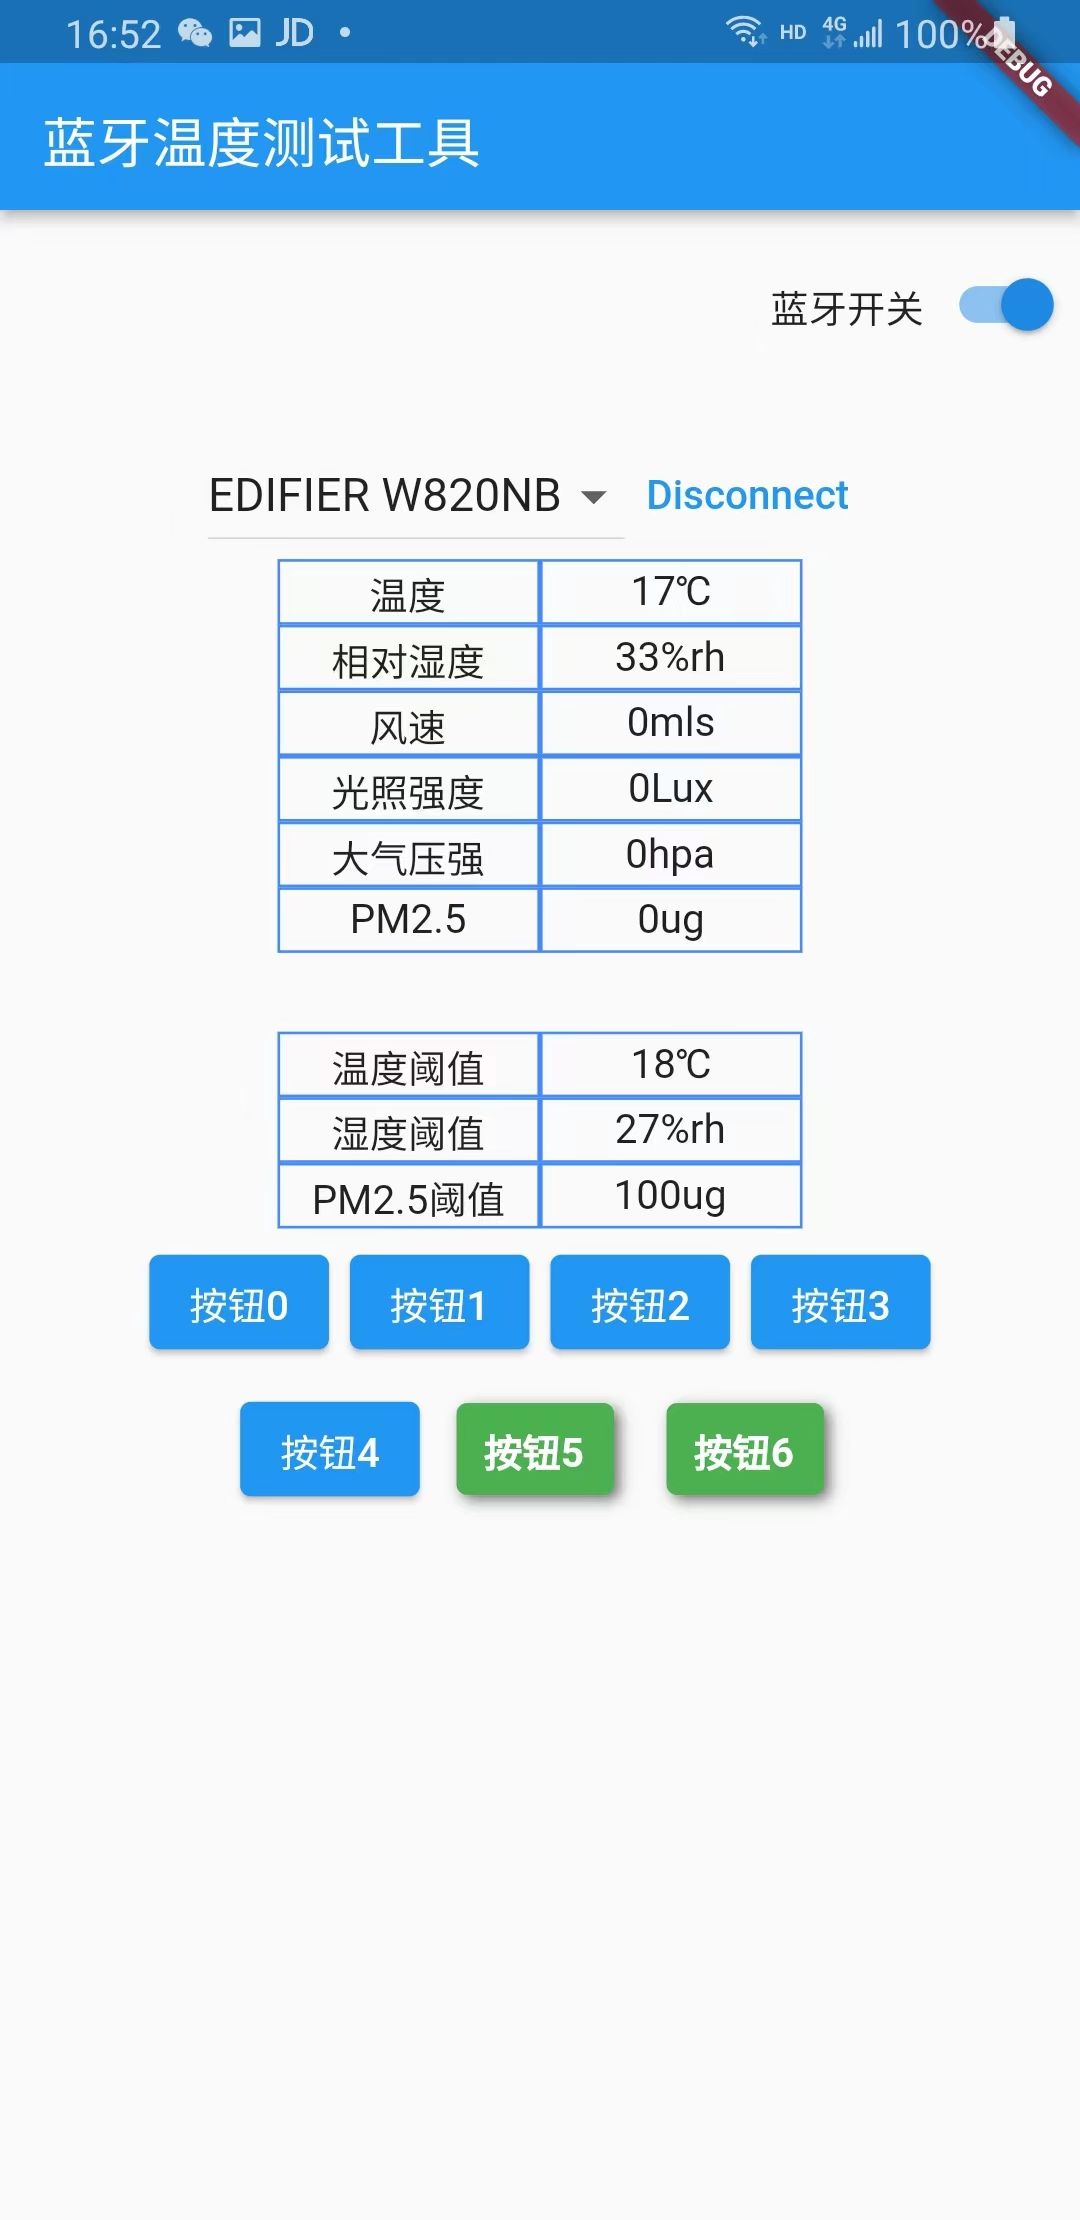 16:52 JD HD 4G 100%
DEBUG
蓝牙温度测试工具
蓝牙开关
EDIFIER W820NB Disconnect
温度 17℃
相对湿度 33%rh
风速 0mls
光照强度 0Lux
大气压强 0hpa
PM2.5 0ug
温度阈值 18℃
湿度阈值 27%rh
PM2.5阈值 100ug
按钮0 按钮1 按钮2 按钮3
按钮4 按钮5 按钮6